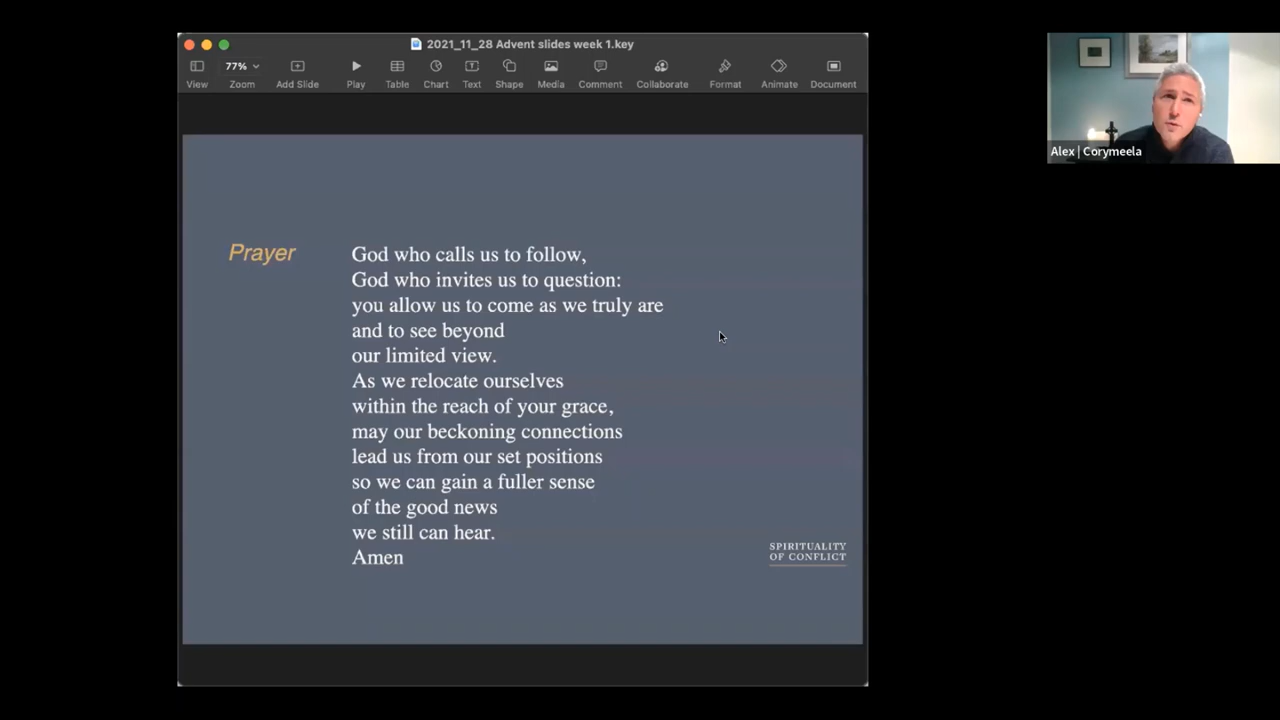 2021_11_28 Advent slides week 1.key
77%
View
Zoom
Add Slide
Play
Table
Chart
Text
Shape
Media
Comment
Collaborate
Format
Animate
Document
Alex | Corymeela
Prayer
God who calls us to follow,
God who invites us to question:
you allow us to come as we truly are
and to see beyond
our limited view.
As we relocate ourselves
within the reach of your grace,
may our beckoning connections
lead us from our set positions
so we can gain a fuller sense
of the good news
we still can hear.
Amen
SPIRITUALITY
OF CONFLICT